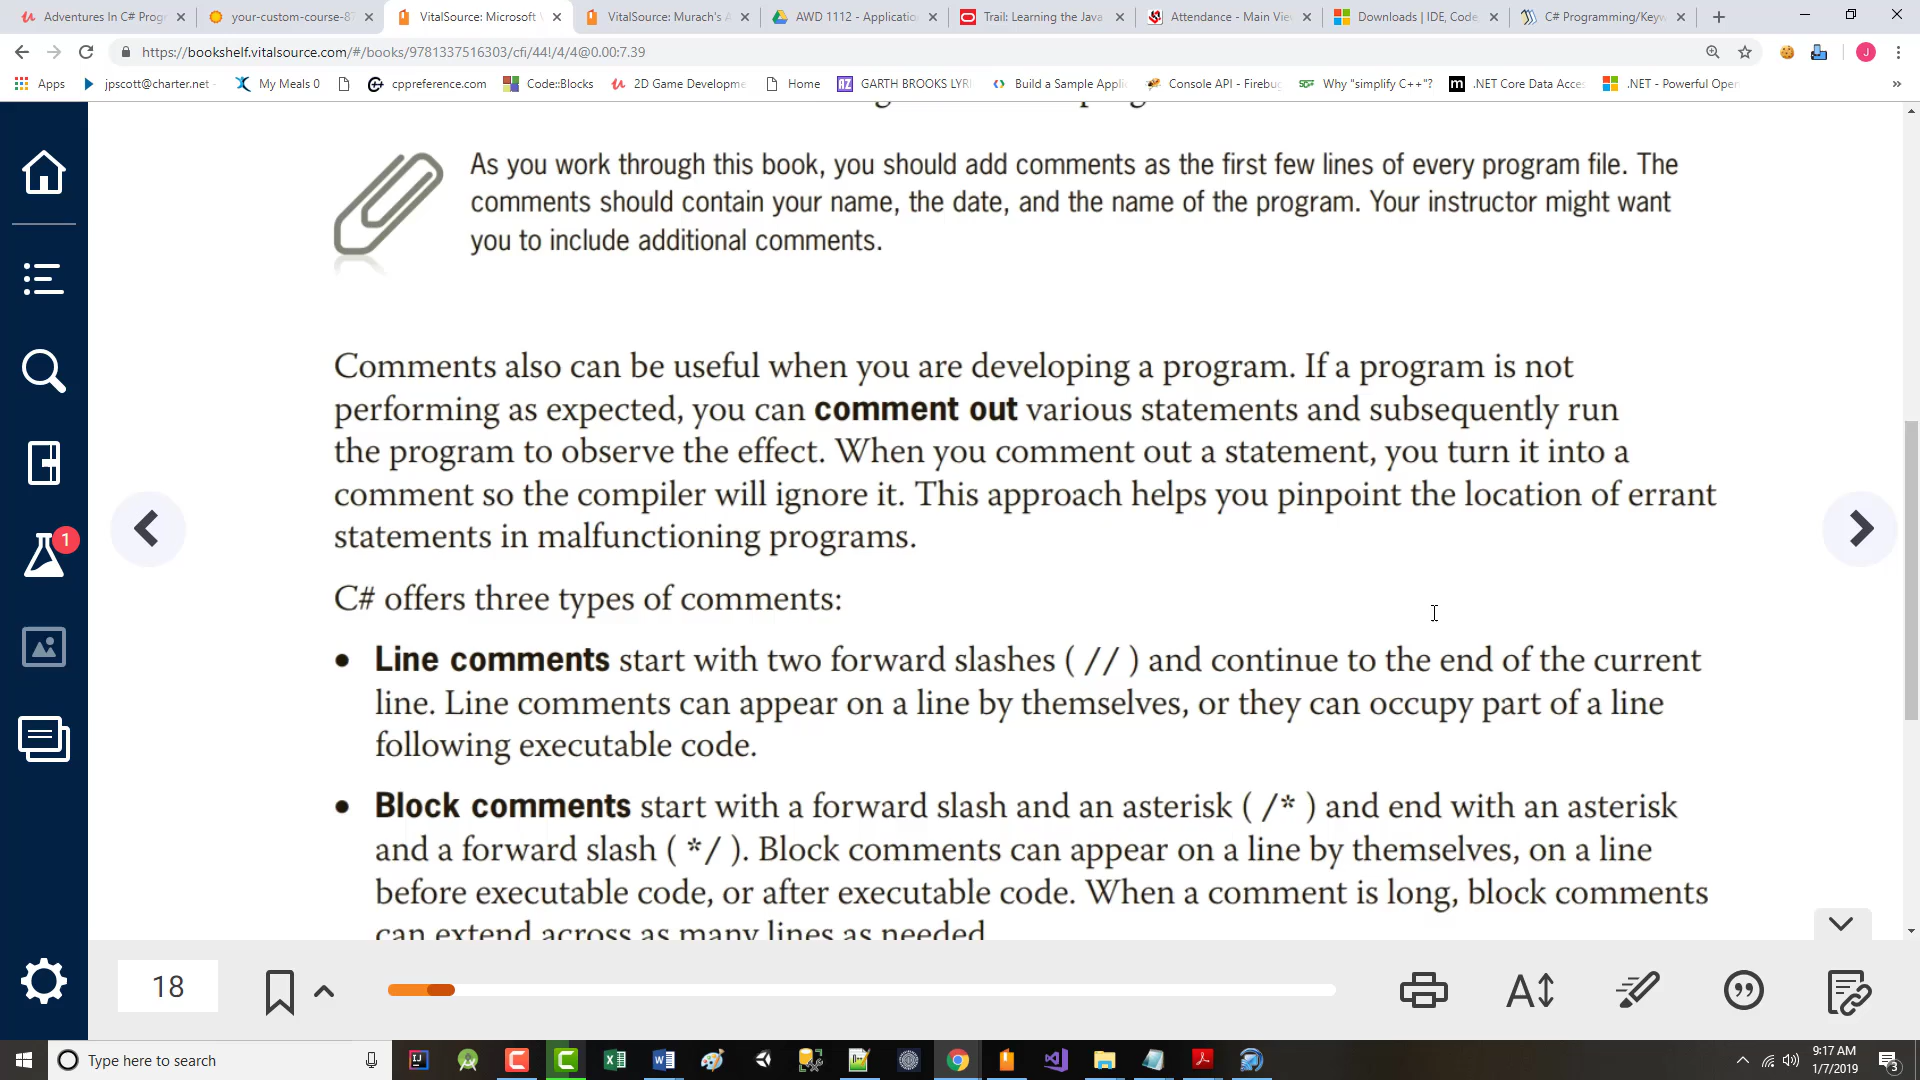 Adventures In C# Progr
your-custom-course-87
VitalSource: Microsoft
VitalSource: Murach's A
AWD 1112 - Application
Trail: Learning the Java
Attendance - Main View
Downloads | IDE, Code,
C# Programming/Keyw
https://bookshelf.vitalsource.com/#/books/9781337516303/cfi/44!/4/4@0.00:7.39
J
Apps
jpscott@charter.net -
My Meals 0
cppreference.com
Code::Blocks
2D Game Developme
Home
AZ
GARTH BROOKS LYRI
Build a Sample Appli
Console API - Firebug
Why "simplify C++"?
m
.NET Core Data Acces
.NET - Powerful Open
»
As you work through this book, you should add comments as the first few lines of every program file. The
comments should contain your name, the date, and the name of the program. Your instructor might want
you to include additional comments.
Comments also can be useful when you are developing a program. If a program is not
performing as expected, you can comment out various statements and subsequently run
the program to observe the effect. When you comment out a statement, you turn it into a
comment so the compiler will ignore it. This approach helps you pinpoint the location of errant
statements in malfunctioning programs.
1
C# offers three types of comments:
• Line comments start with two forward slashes ( // ) and continue to the end of the current
line. Line comments can appear on a line by themselves, or they can occupy part of a line
following executable code.
• Block comments start with a forward slash and an asterisk ( /* ) and end with an asterisk
and a forward slash ( */ ). Block comments can appear on a line by themselves, on a line
before executable code, or after executable code. When a comment is long, block comments
can extend across as many lines as needed.
18
A
Type here to search
9:17 AM
1/7/2019
3